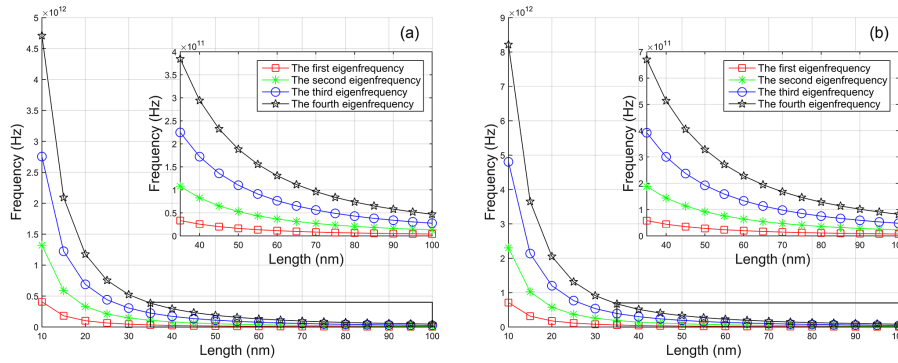 ×10¹²
(a)
×10¹¹
The first eigenfrequency
The second eigenfrequency
The third eigenfrequency
The fourth eigenfrequency
Frequency (Hz)
4
3.5
3
2.5
2
1.5
1
0.5
0
40 50 60 70 80 90 100
Length (nm)
Frequency (Hz)
5
4.5
4
3.5
3
2.5
2
1.5
1
0.5
0
10 20 30 40 50 60 70 80 90 100
Length (nm)
×10¹²
(b)
×10¹¹
The first eigenfrequency
The second eigenfrequency
The third eigenfrequency
The fourth eigenfrequency
Frequency (Hz)
7
6
5
4
3
2
1
0
40 50 60 70 80 90 100
Length (nm)
Frequency (Hz)
9
8
7
6
5
4
3
2
1
0
10 20 30 40 50 60 70 80 90 100
Length (nm)